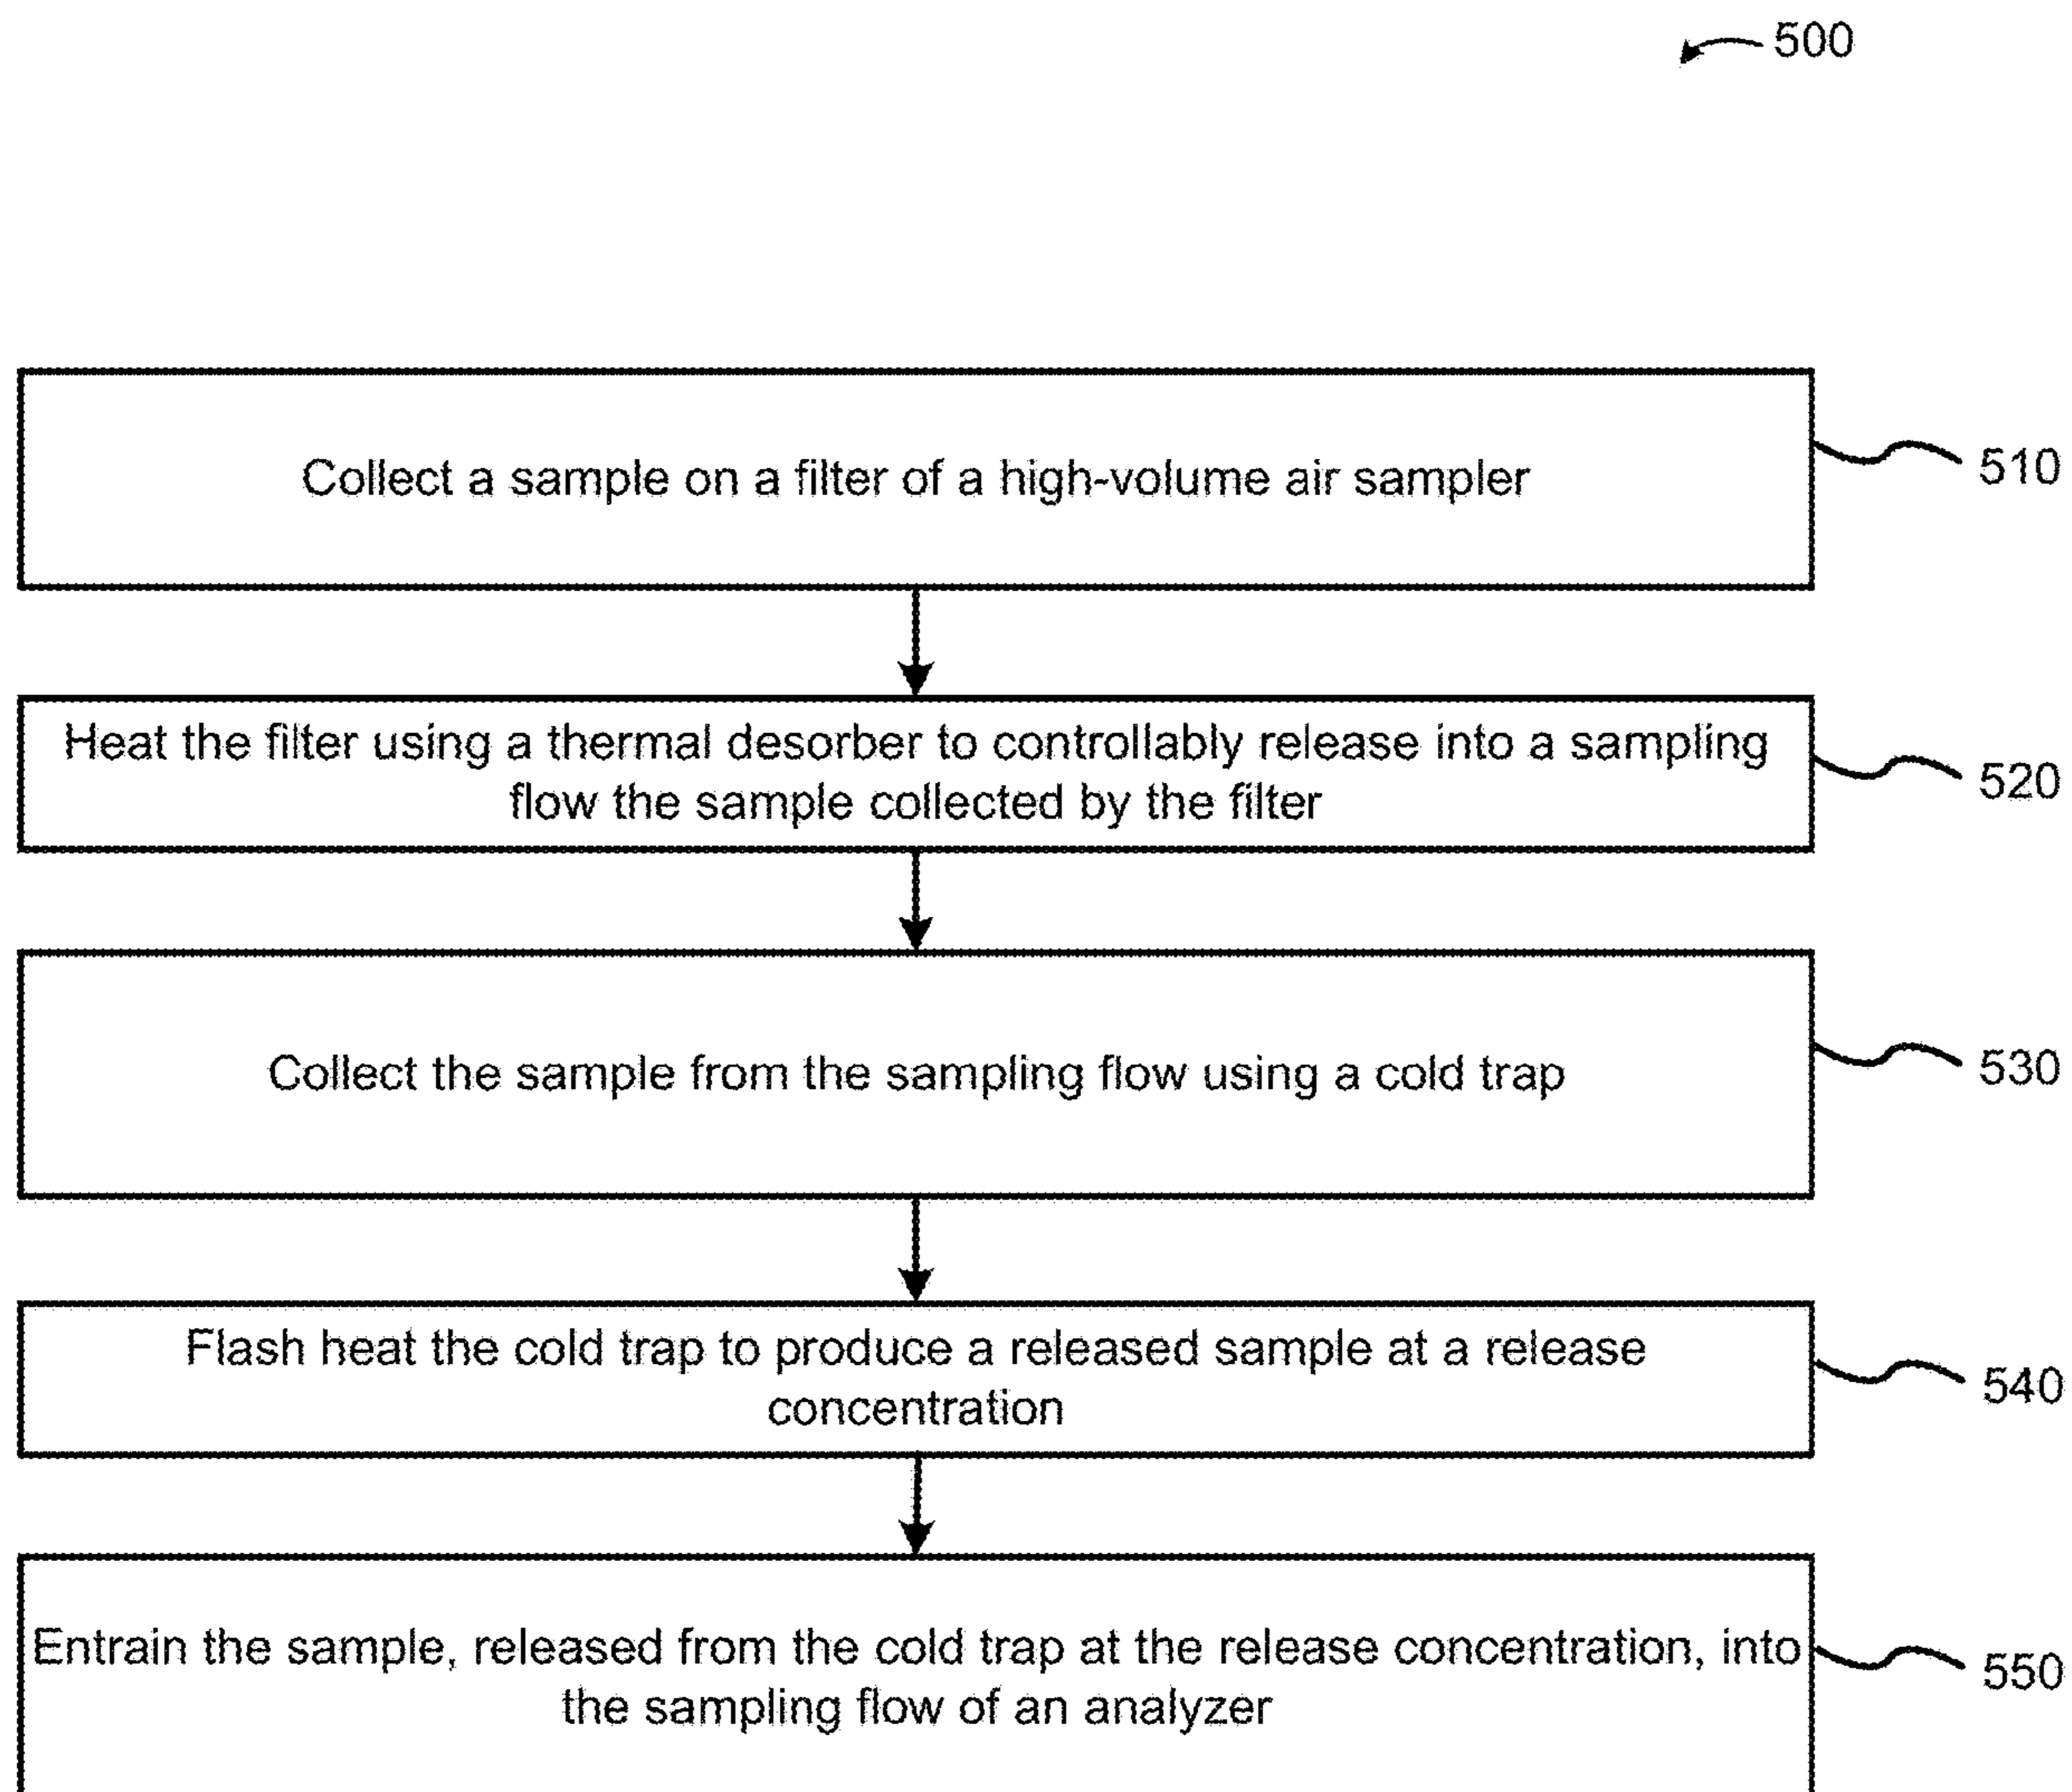 500
Collect a sample on a filter of a high-volume air sampler
510
Heat the filter using a thermal desorber to controllably release into a sampling
flow the sample collected by the filter
520
Collect the sample from the sampling flow using a cold trap
530
Flash heat the cold trap to produce a released sample at a release
concentration
540
Entrain the sample, released from the cold trap at the release concentration, into
the sampling flow of an analyzer
550